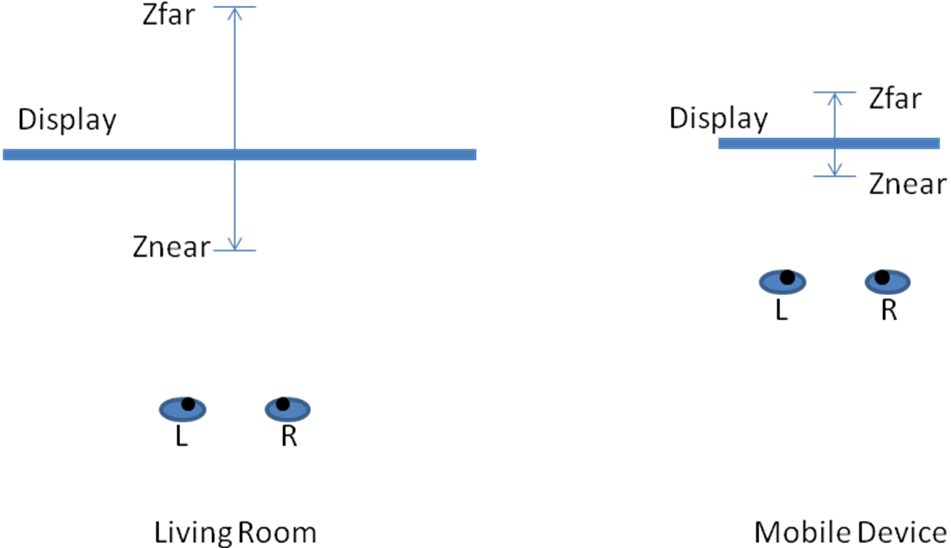 Zfar
Display
Znear
L R
Living Room
Zfar
Display
Znear
L R
Mobile Device